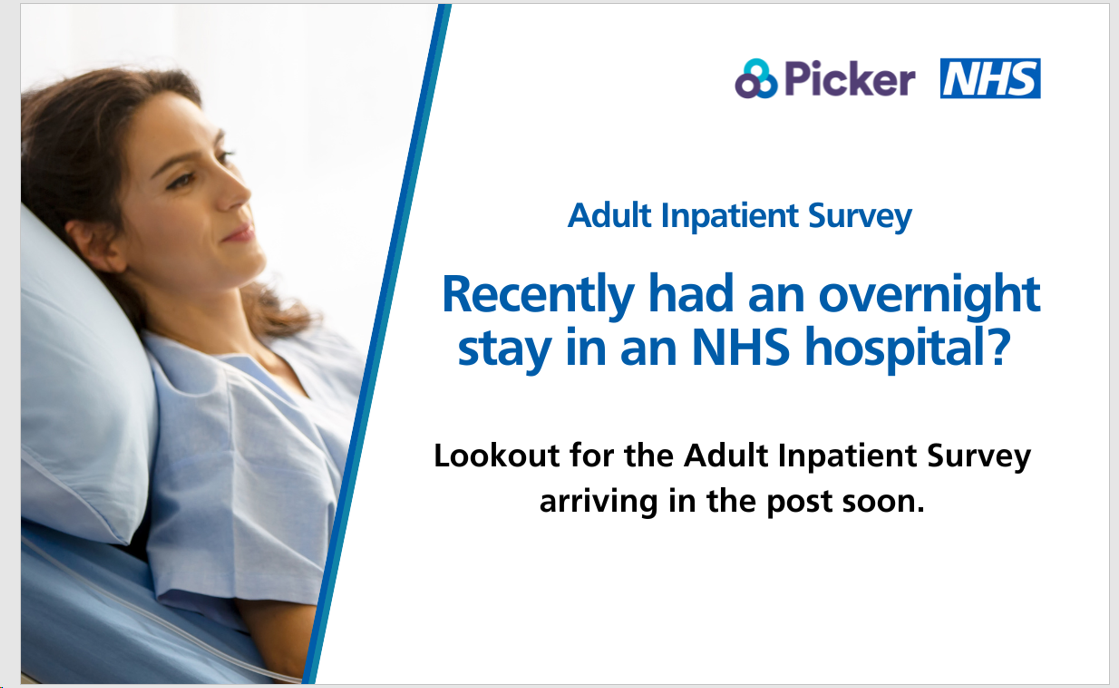 Picker NHS
Adult Inpatient Survey
Recently had an overnight
stay in an NHS hospital?
Lookout for the Adult Inpatient Survey
arriving in the post soon.